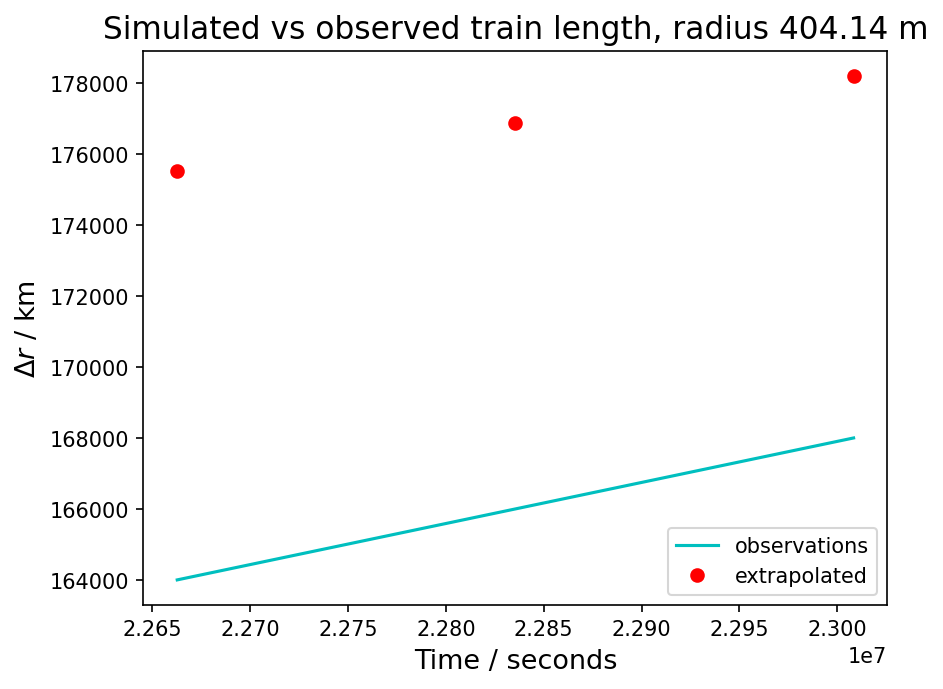 Simulated vs observed train length, radius 404.14 m
178000
176000
174000
172000
170000
168000
166000
164000
Δr / km
observations
extrapolated
2.265 2.270 2.275 2.280 2.285 2.290 2.295 2.300
1e7
Time / seconds